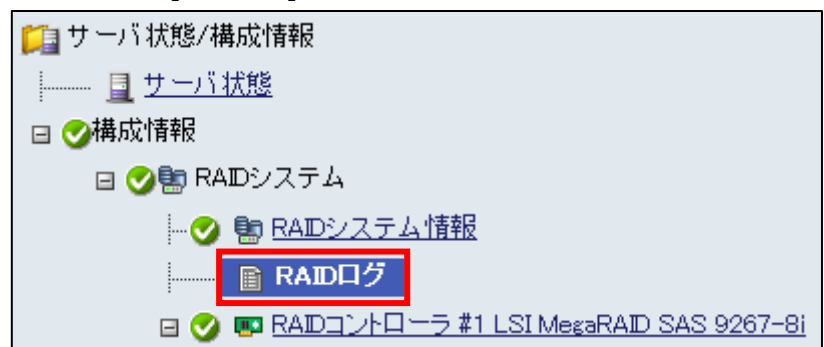 サーバ状態/構成情報
サーバ状態
構成情報
RAIDシステム
RAIDシステム情報
RAIDログ
RAIDコントローラ #1 LSI MegaRAID SAS 9267-8i